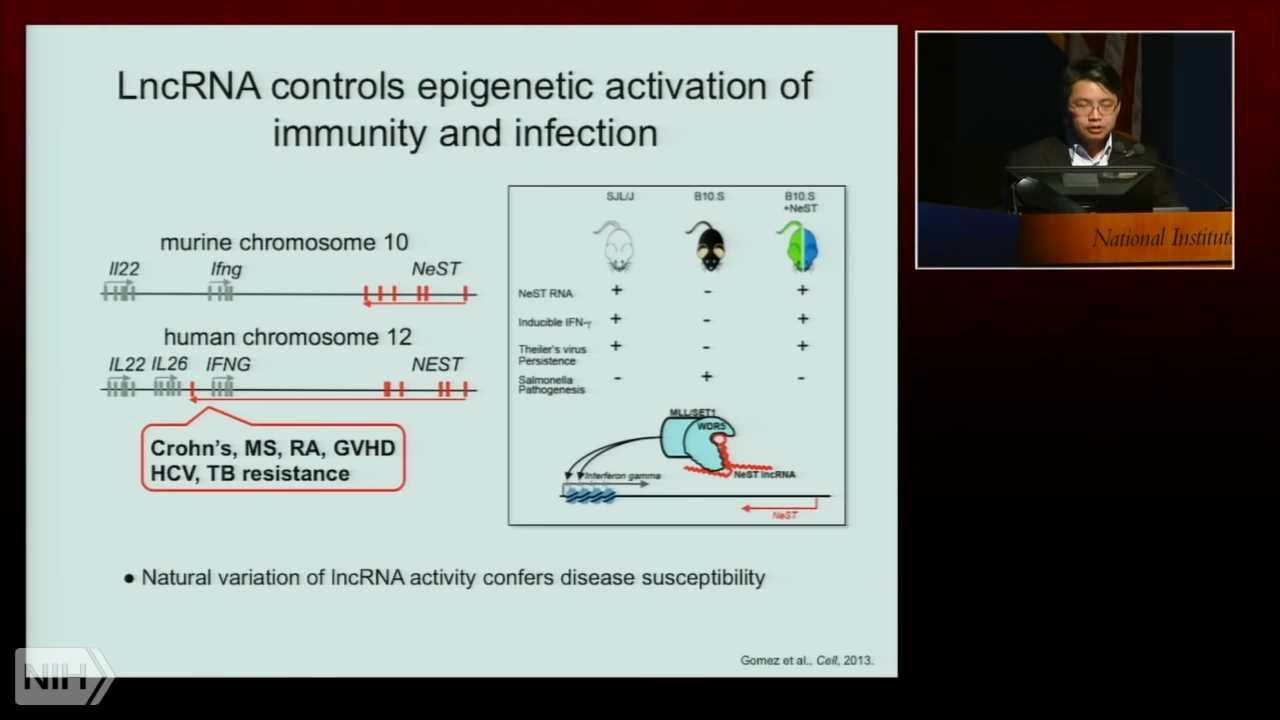 LncRNA controls epigenetic activation of
immunity and infection
murine chromosome 10
Il22 Ifng NeST
human chromosome 12
IL22 IL26 IFNG NEST
Crohn's, MS, RA, GVHD
HCV, TB resistance
SJL/J B10.S B10.S
+NeST
NeST RNA + - +
Inducible IFN-γ + - +
Theiler's virus
Persistence + - +
Salmonella
Pathogenesis - + -
MLL/SET1
WDR5
Interferon gamma
NeST lncRNA
NeST
● Natural variation of lncRNA activity confers disease susceptibility
Gomez et al., Cell, 2013.
National Institute
NIH